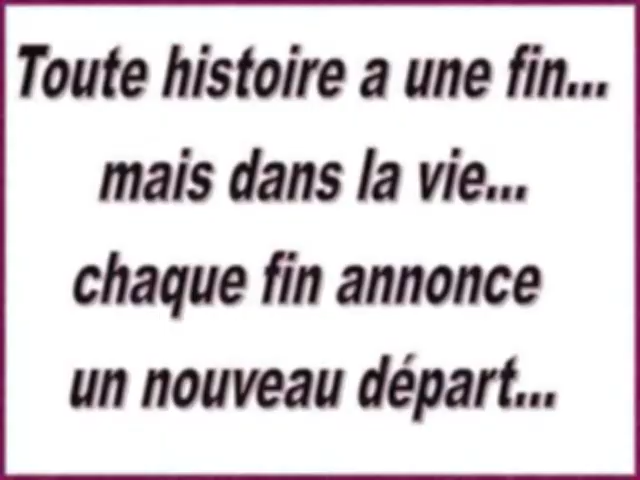 Toute histoire a une fin...
mais dans la vie...
chaque fin annonce
un nouveau départ...